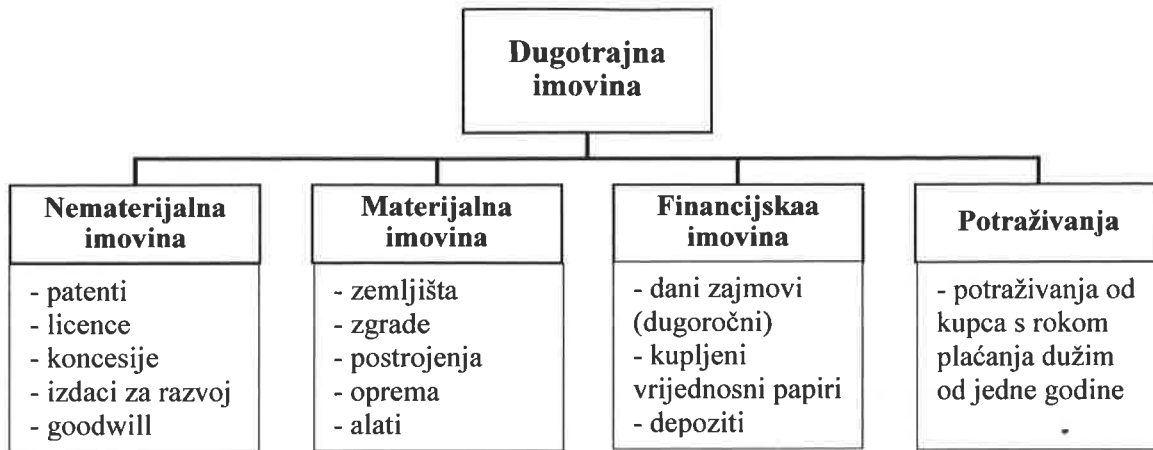 Dugotrajna
imovina
Nematerijalna
imovina
- patenti
- licence
- koncesije
- izdaci za razvoj
- goodwill
Materijalna
imovina
- zemljišta
- zgrade
- postrojenja
- oprema
- alati
Financijskaa
imovina
- dani zajmovi
(dugoročni)
- kupljeni
vrijednosni papiri
- depoziti
Potraživanja
- potraživanja od
kupca s rokom
plaćanja dužim
od jedne godine